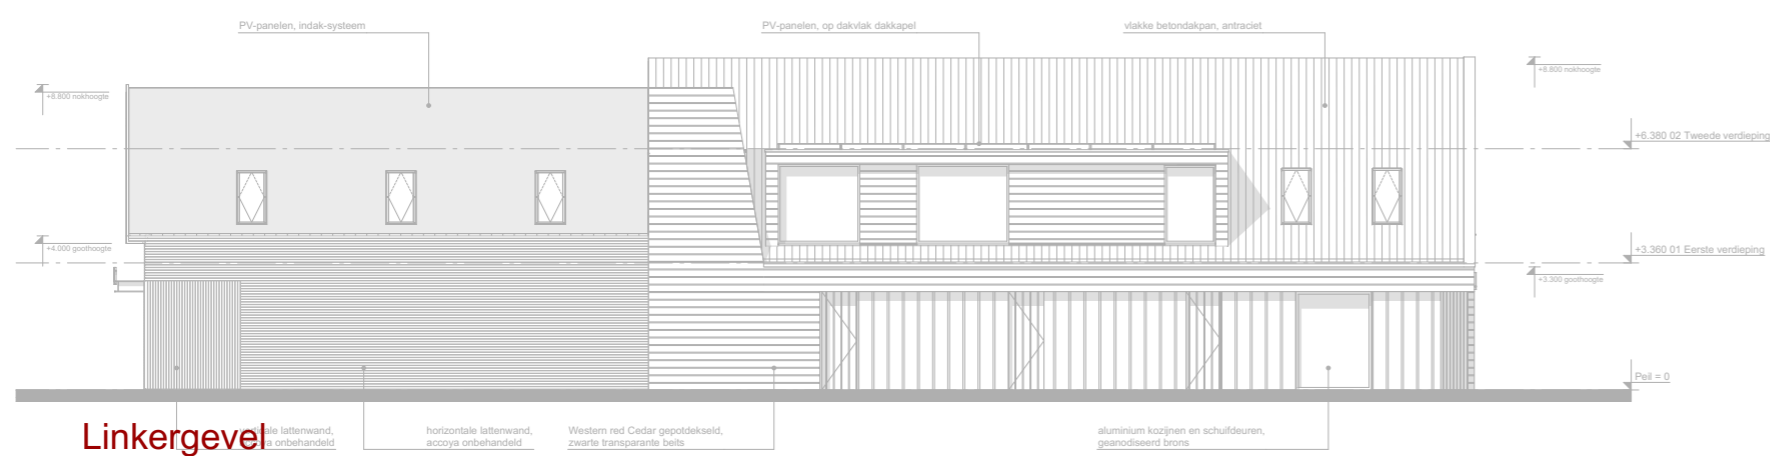 PV-panelen, indak-systeem
PV-panelen, op dakvlak dakkapel
vlakke betondakpan, antraciet
+8.800 nokhoogte
+8.800 nokhoogte
+6.380 02 Tweede verdieping
+4.000 goothoogte
+3.360 01 Eerste verdieping
+3.300 goothoogte
Peil = 0
verticale lattenwand,
accoya onbehandeld
horizontale lattenwand,
accoya onbehandeld
Western red Cedar gepotdekseld,
zwarte transparante beits
aluminium kozijnen en schuifdeuren,
geanodiseerd brons
Linkergevel